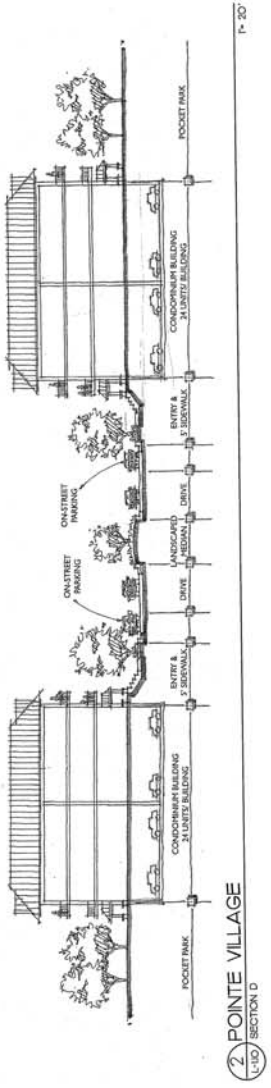 ON-STREET
PARKING
ON-STREET
PARKING
POCKET PARK
CONDOMINIUM BUILDING
24 UNITS/ BUILDING
ENTRY &
5' SIDEWALK
DRIVE
LANDSCAPED
MEDIAN
DRIVE
ENTRY &
5' SIDEWALK
CONDOMINIUM BUILDING
24 UNITS/ BUILDING
POCKET PARK
2 POINTE VILLAGE
SECTION D
1"= 20'